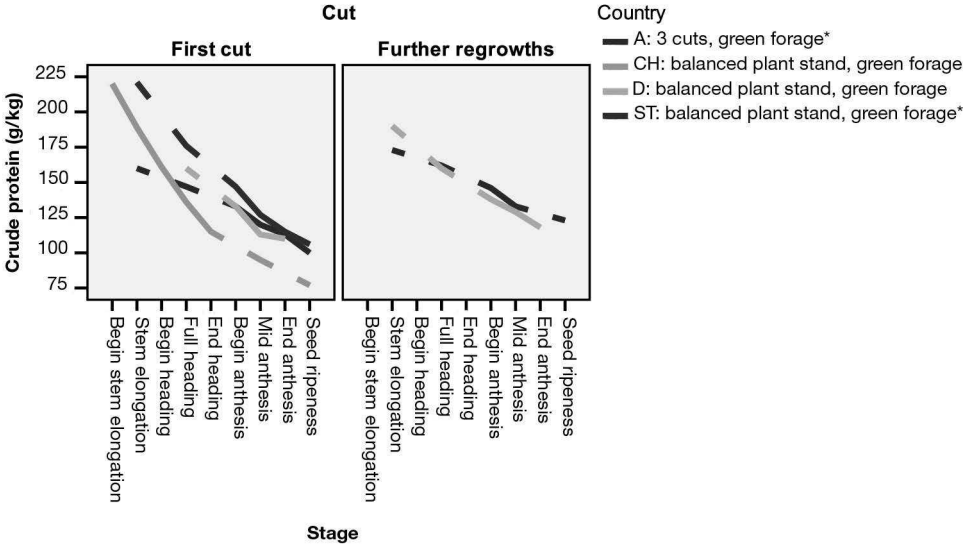 Cut
First cut
Further regrowths
Country
A: 3 cuts, green forage*
CH: balanced plant stand, green forage
D: balanced plant stand, green forage
ST: balanced plant stand, green forage*
Crude protein (g/kg)
225
200
175
150
125
100
75
Begin stem elongation
Stem elongation
Begin heading
Full heading
End heading
Begin anthesis
Mid anthesis
End anthesis
Seed ripeness
Begin stem elongation
Stem elongation
Begin heading
Full heading
End heading
Begin anthesis
Mid anthesis
End anthesis
Seed ripeness
Stage